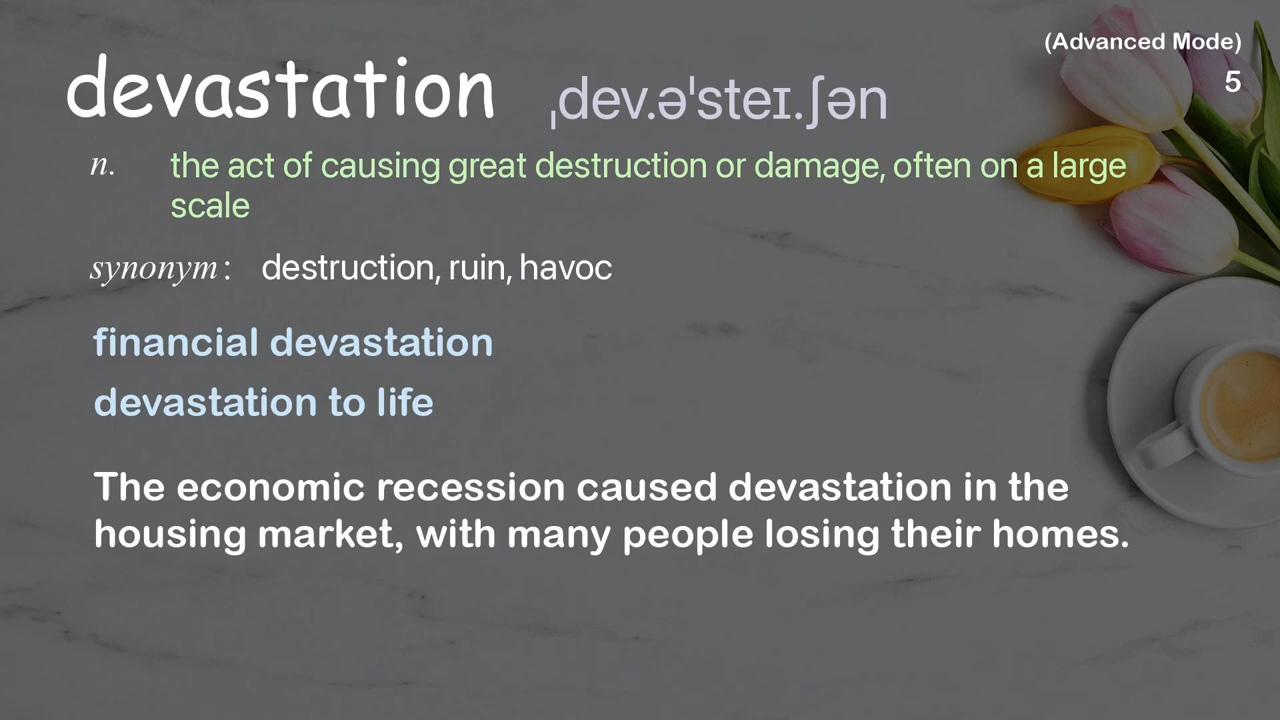 (Advanced Mode)
5
devastation ˌdev.ə'steɪ.ʃən
n. the act of causing great destruction or damage, often on a large
scale
synonym: destruction, ruin, havoc
financial devastation
devastation to life
The economic recession caused devastation in the
housing market, with many people losing their homes.